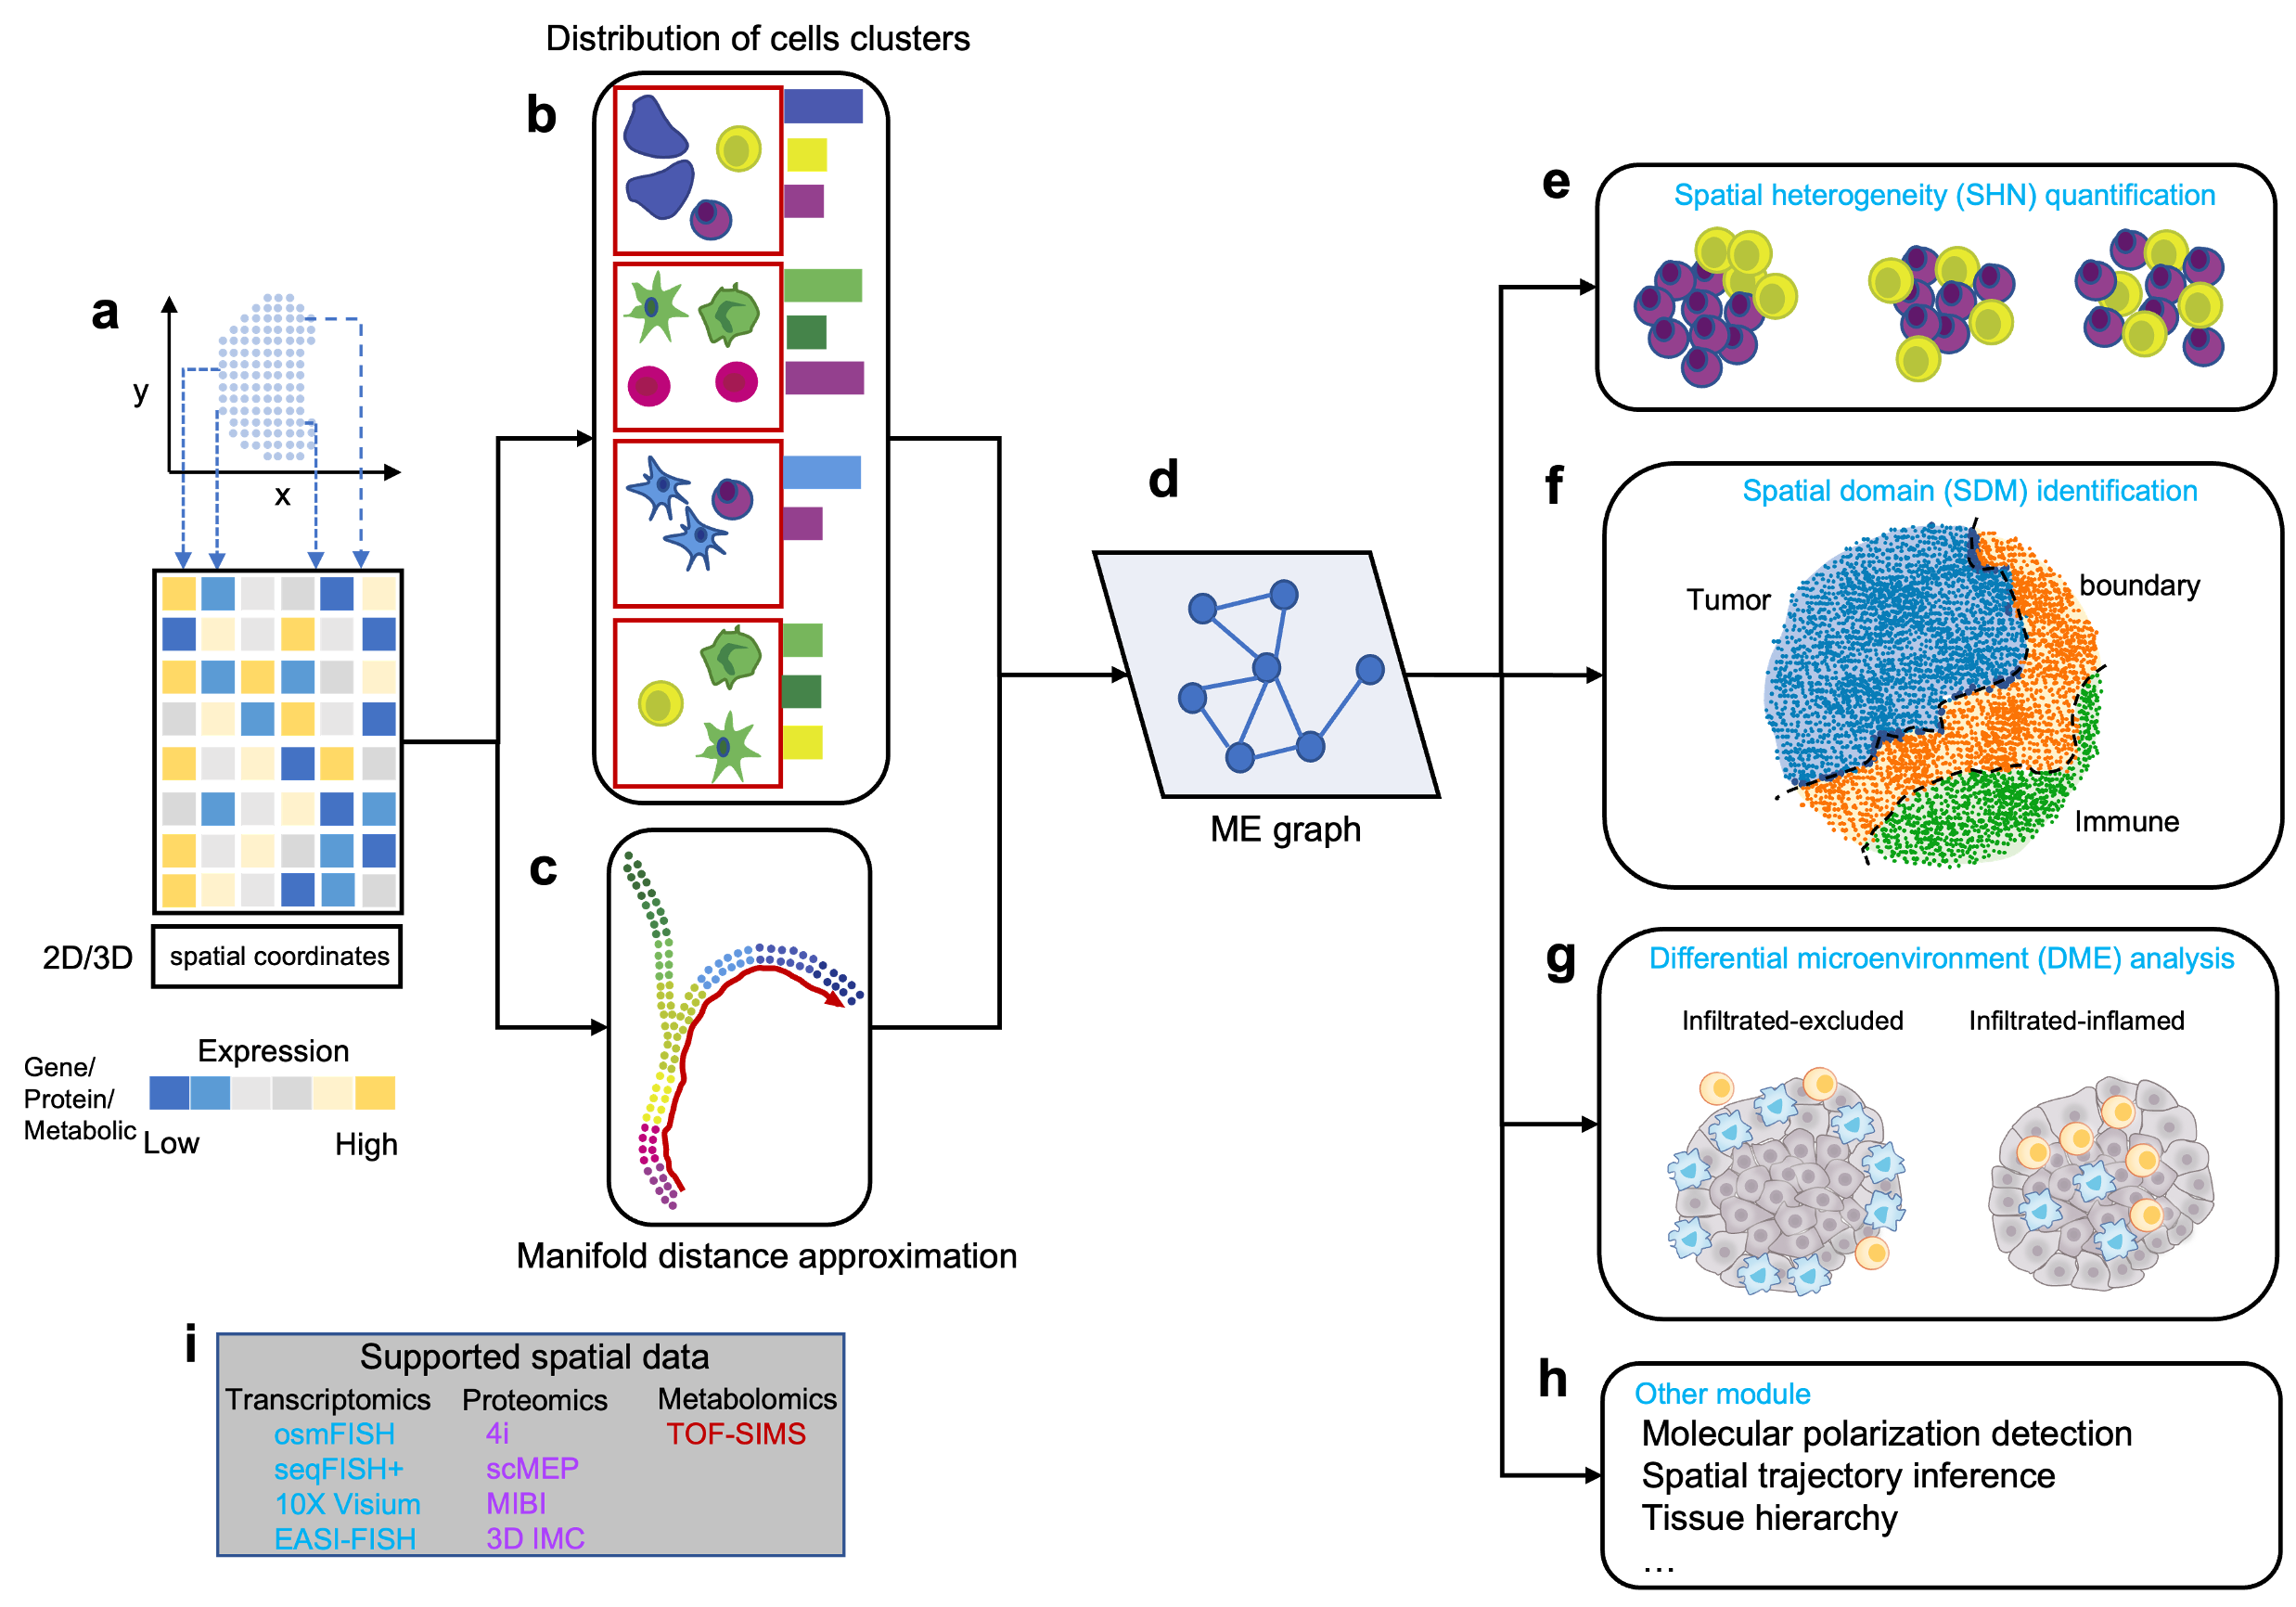 Distribution of cells clusters
a
y
x
2D/3D
spatial coordinates
Expression
Gene/
Protein/
Metabolic
Low
High
b
c
Manifold distance approximation
d
ME graph
e
Spatial heterogeneity (SHN) quantification
f
Spatial domain (SDM) identification
Tumor
boundary
Immune
g
Differential microenvironment (DME) analysis
Infiltrated-excluded
Infiltrated-inflamed
h
Other module
Molecular polarization detection
Spatial trajectory inference
Tissue hierarchy
...
i
Supported spatial data
Transcriptomics Proteomics Metabolomics
osmFISH 4i TOF-SIMS
seqFISH+ scMEP
10X Visium MIBI
EASI-FISH 3D IMC